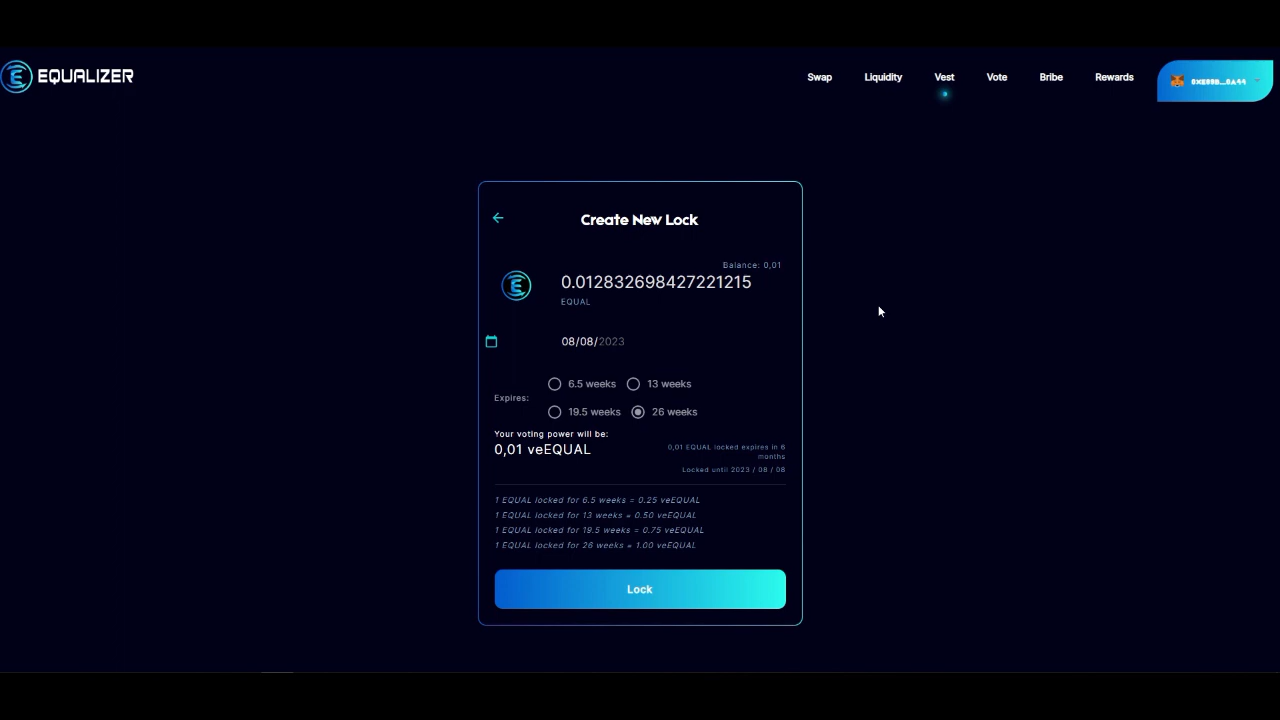 EQUALIZER
Swap
Liquidity
Vest
Vote
Bribe
Rewards
Create New Lock
Balance: 0,01
0.012832698427221215
EQUAL
08/08/2023
Expires:
6.5 weeks
13 weeks
19.5 weeks
26 weeks
Your voting power will be:
0,01 veEQUAL
0,01 EQUAL locked expires in 6
months
Locked until 2023 / 08 / 08
1 EQUAL locked for 6.5 weeks = 0.25 veEQUAL
1 EQUAL locked for 13 weeks = 0.50 veEQUAL
1 EQUAL locked for 19.5 weeks = 0.75 veEQUAL
1 EQUAL locked for 26 weeks = 1.00 veEQUAL
Lock